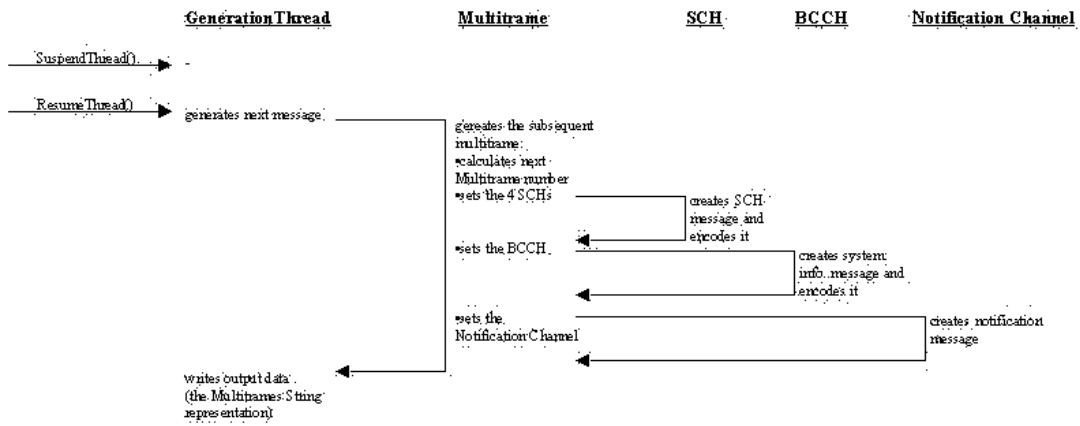 GenerationThread
Multiframe
SCH
BCCH
Notification Channel
SuspendThread()
-
ResumeThread()
generates next message
gereates the subsequent
multiframe:
•calculates next
Multiframe number
•sets the 4 SCHs
creates SCH
message and
encodes it
•sets the BCCH
creates system
info. message and
encodes it
•sets the
Notification Channel
creates notification
message
writes output data
(the Multiframes String
representation)